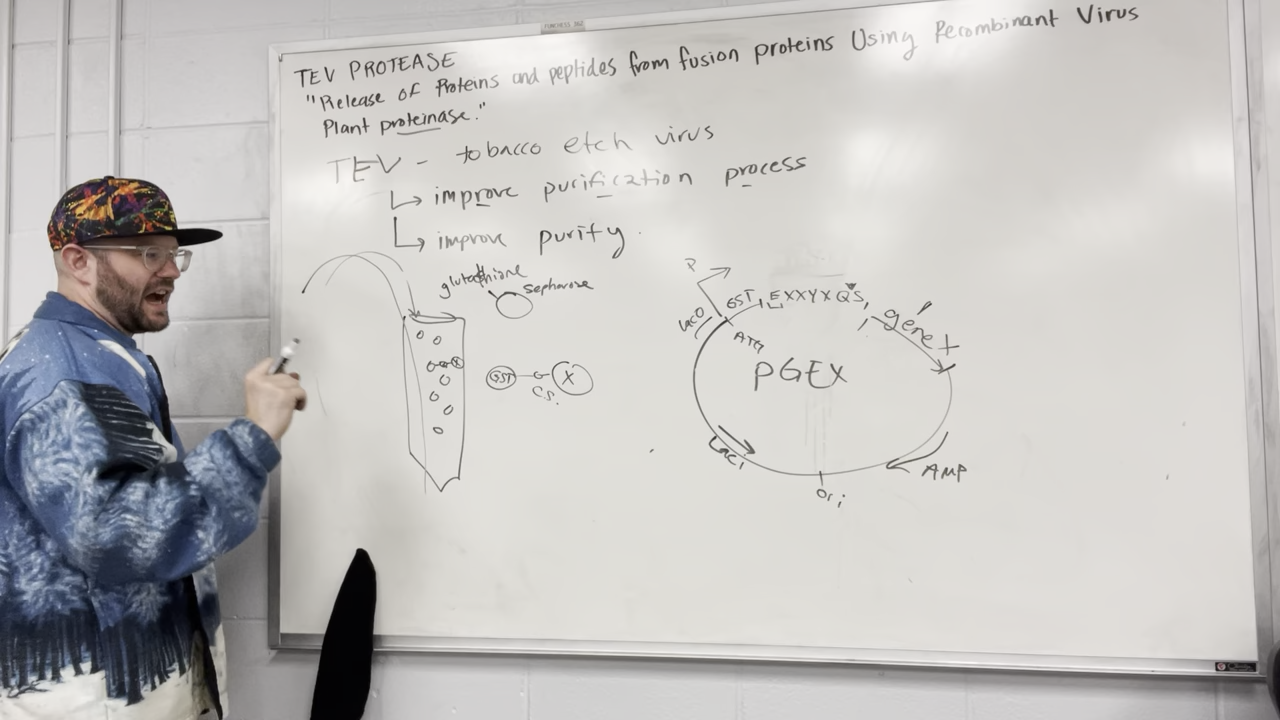 TEV PROTEASE
"Release of Proteins and peptides from fusion proteins Using Recombinant Virus
Plant proteinase."
TEV - tobacco etch virus
improve purification process
improve purity
glutathione
sepharose
GST
C.S.
X
P
lacO
GST
EXXYXQS
gene X
ATG
PGEX
laci
ori
AMP